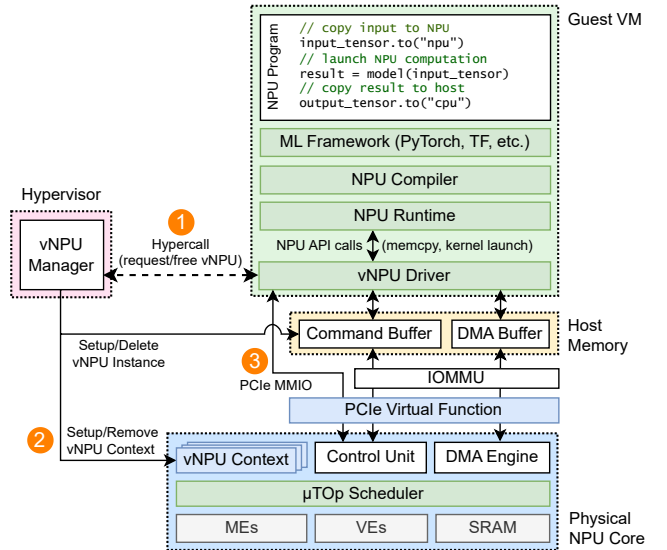 Guest VM
NPU Program
// copy input to NPU
input_tensor.to("npu")
// launch NPU computation
result = model(input_tensor)
// copy result to host
output_tensor.to("cpu")
ML Framework (PyTorch, TF, etc.)
NPU Compiler
NPU Runtime
NPU API calls
(memcpy, kernel launch)
vNPU Driver
Hypervisor
vNPU
Manager
1
Hypercall
(request/free vNPU)
Setup/Delete
vNPU Instance
Command Buffer
DMA Buffer
Host
Memory
3
PCIe MMIO
IOMMU
PCIe Virtual Function
2
Setup/Remove
vNPU Context
vNPU Context
Control Unit
DMA Engine
μTOp Scheduler
MEs
VEs
SRAM
Physical
NPU Core